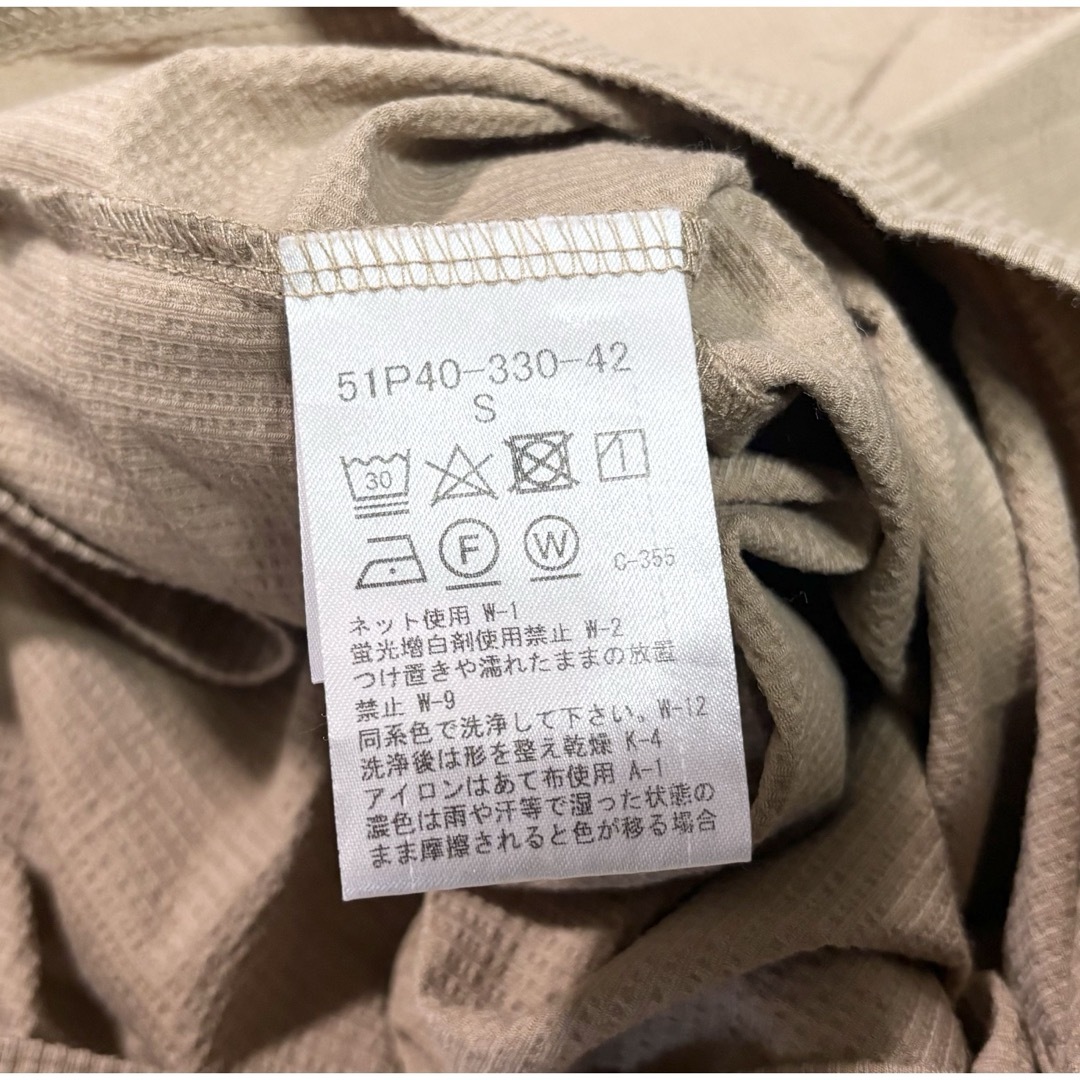 51P40-330-42
S
30
F W C-355
ネット使用 W-1
蛍光増白剤使用禁止 W-2
つけ置きや濡れたままの放置
禁止 W-9
同系色で洗浄して下さい。W-12
洗浄後は形を整え乾燥 K-4
アイロンはあて布使用 A-1
濃色は雨や汗等で湿った状態の
まま摩擦されると色が移る場合